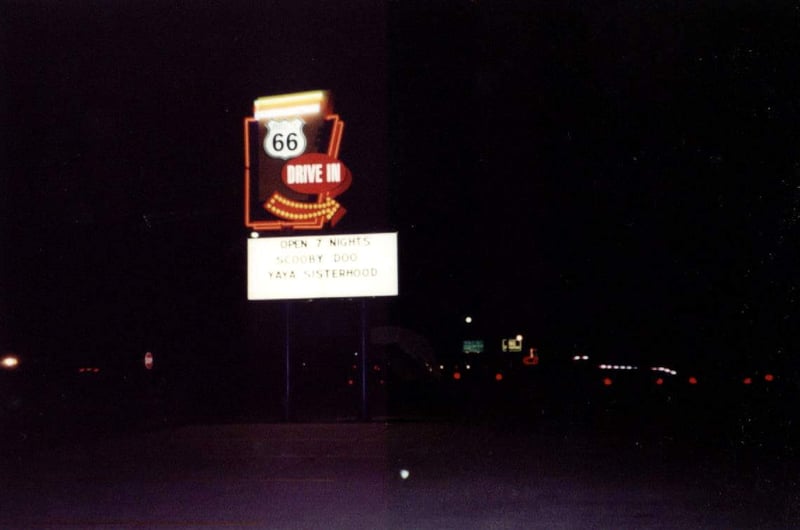 66
DRIVE IN
OPEN 7 NIGHTS
SCOOBY DOO
YAYA SISTERHOOD